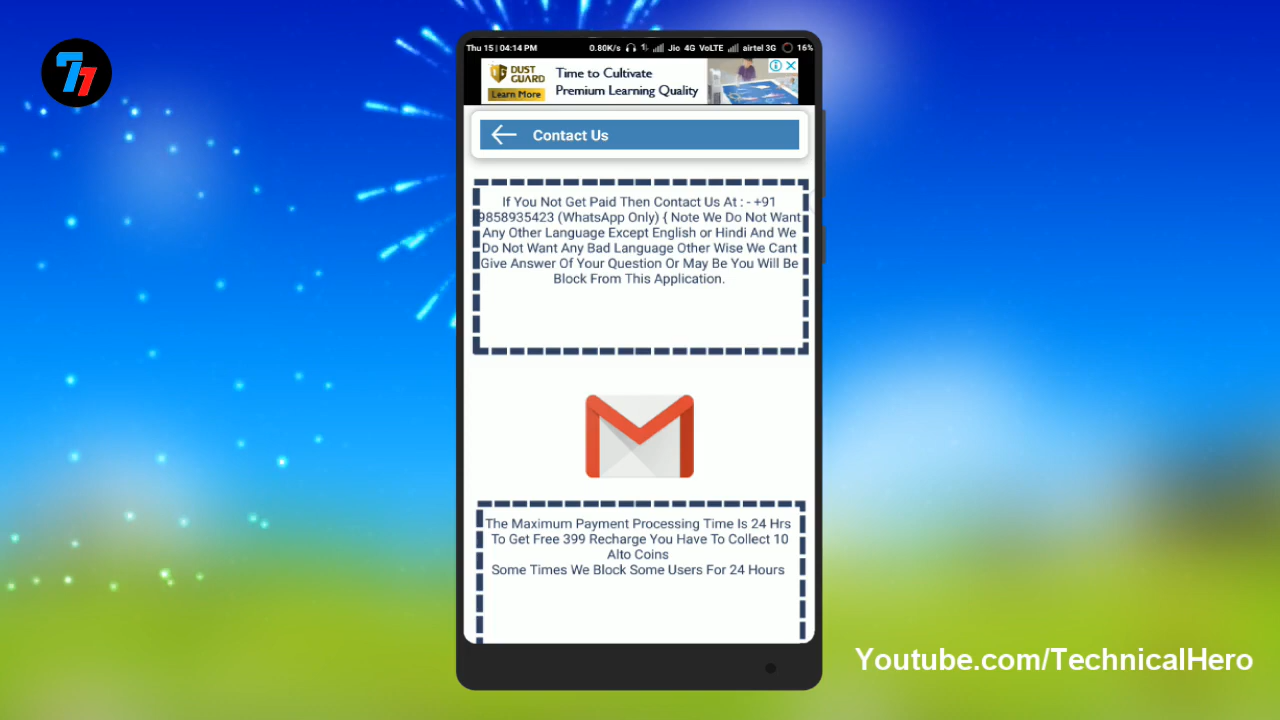 Thu 15 | 04:14 PM 0.80K/s Jio 4G VoLTE airtel 3G 16%
DUST GUARD
Learn More
Time to Cultivate
Premium Learning Quality
Contact Us
If You Not Get Paid Then Contact Us At : - +91
9858935423 (WhatsApp Only) { Note We Do Not Want
Any Other Language Except English or Hindi And We
Do Not Want Any Bad Language Other Wise We Cant
Give Answer Of Your Question Or May Be You Will Be
Block From This Application.
The Maximum Payment Processing Time Is 24 Hrs
To Get Free 399 Recharge You Have To Collect 10
Alto Coins
Some Times We Block Some Users For 24 Hours
Youtube.com/TechnicalHero